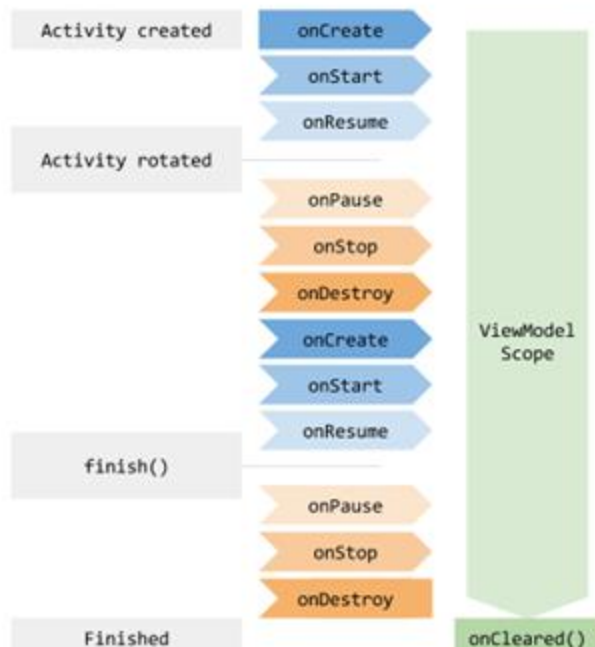 Activity created
onCreate
onStart
onResume
Activity rotated
onPause
onStop
onDestroy
onCreate
onStart
onResume
ViewModel
Scope
finish()
onPause
onStop
onDestroy
Finished
onCleared()